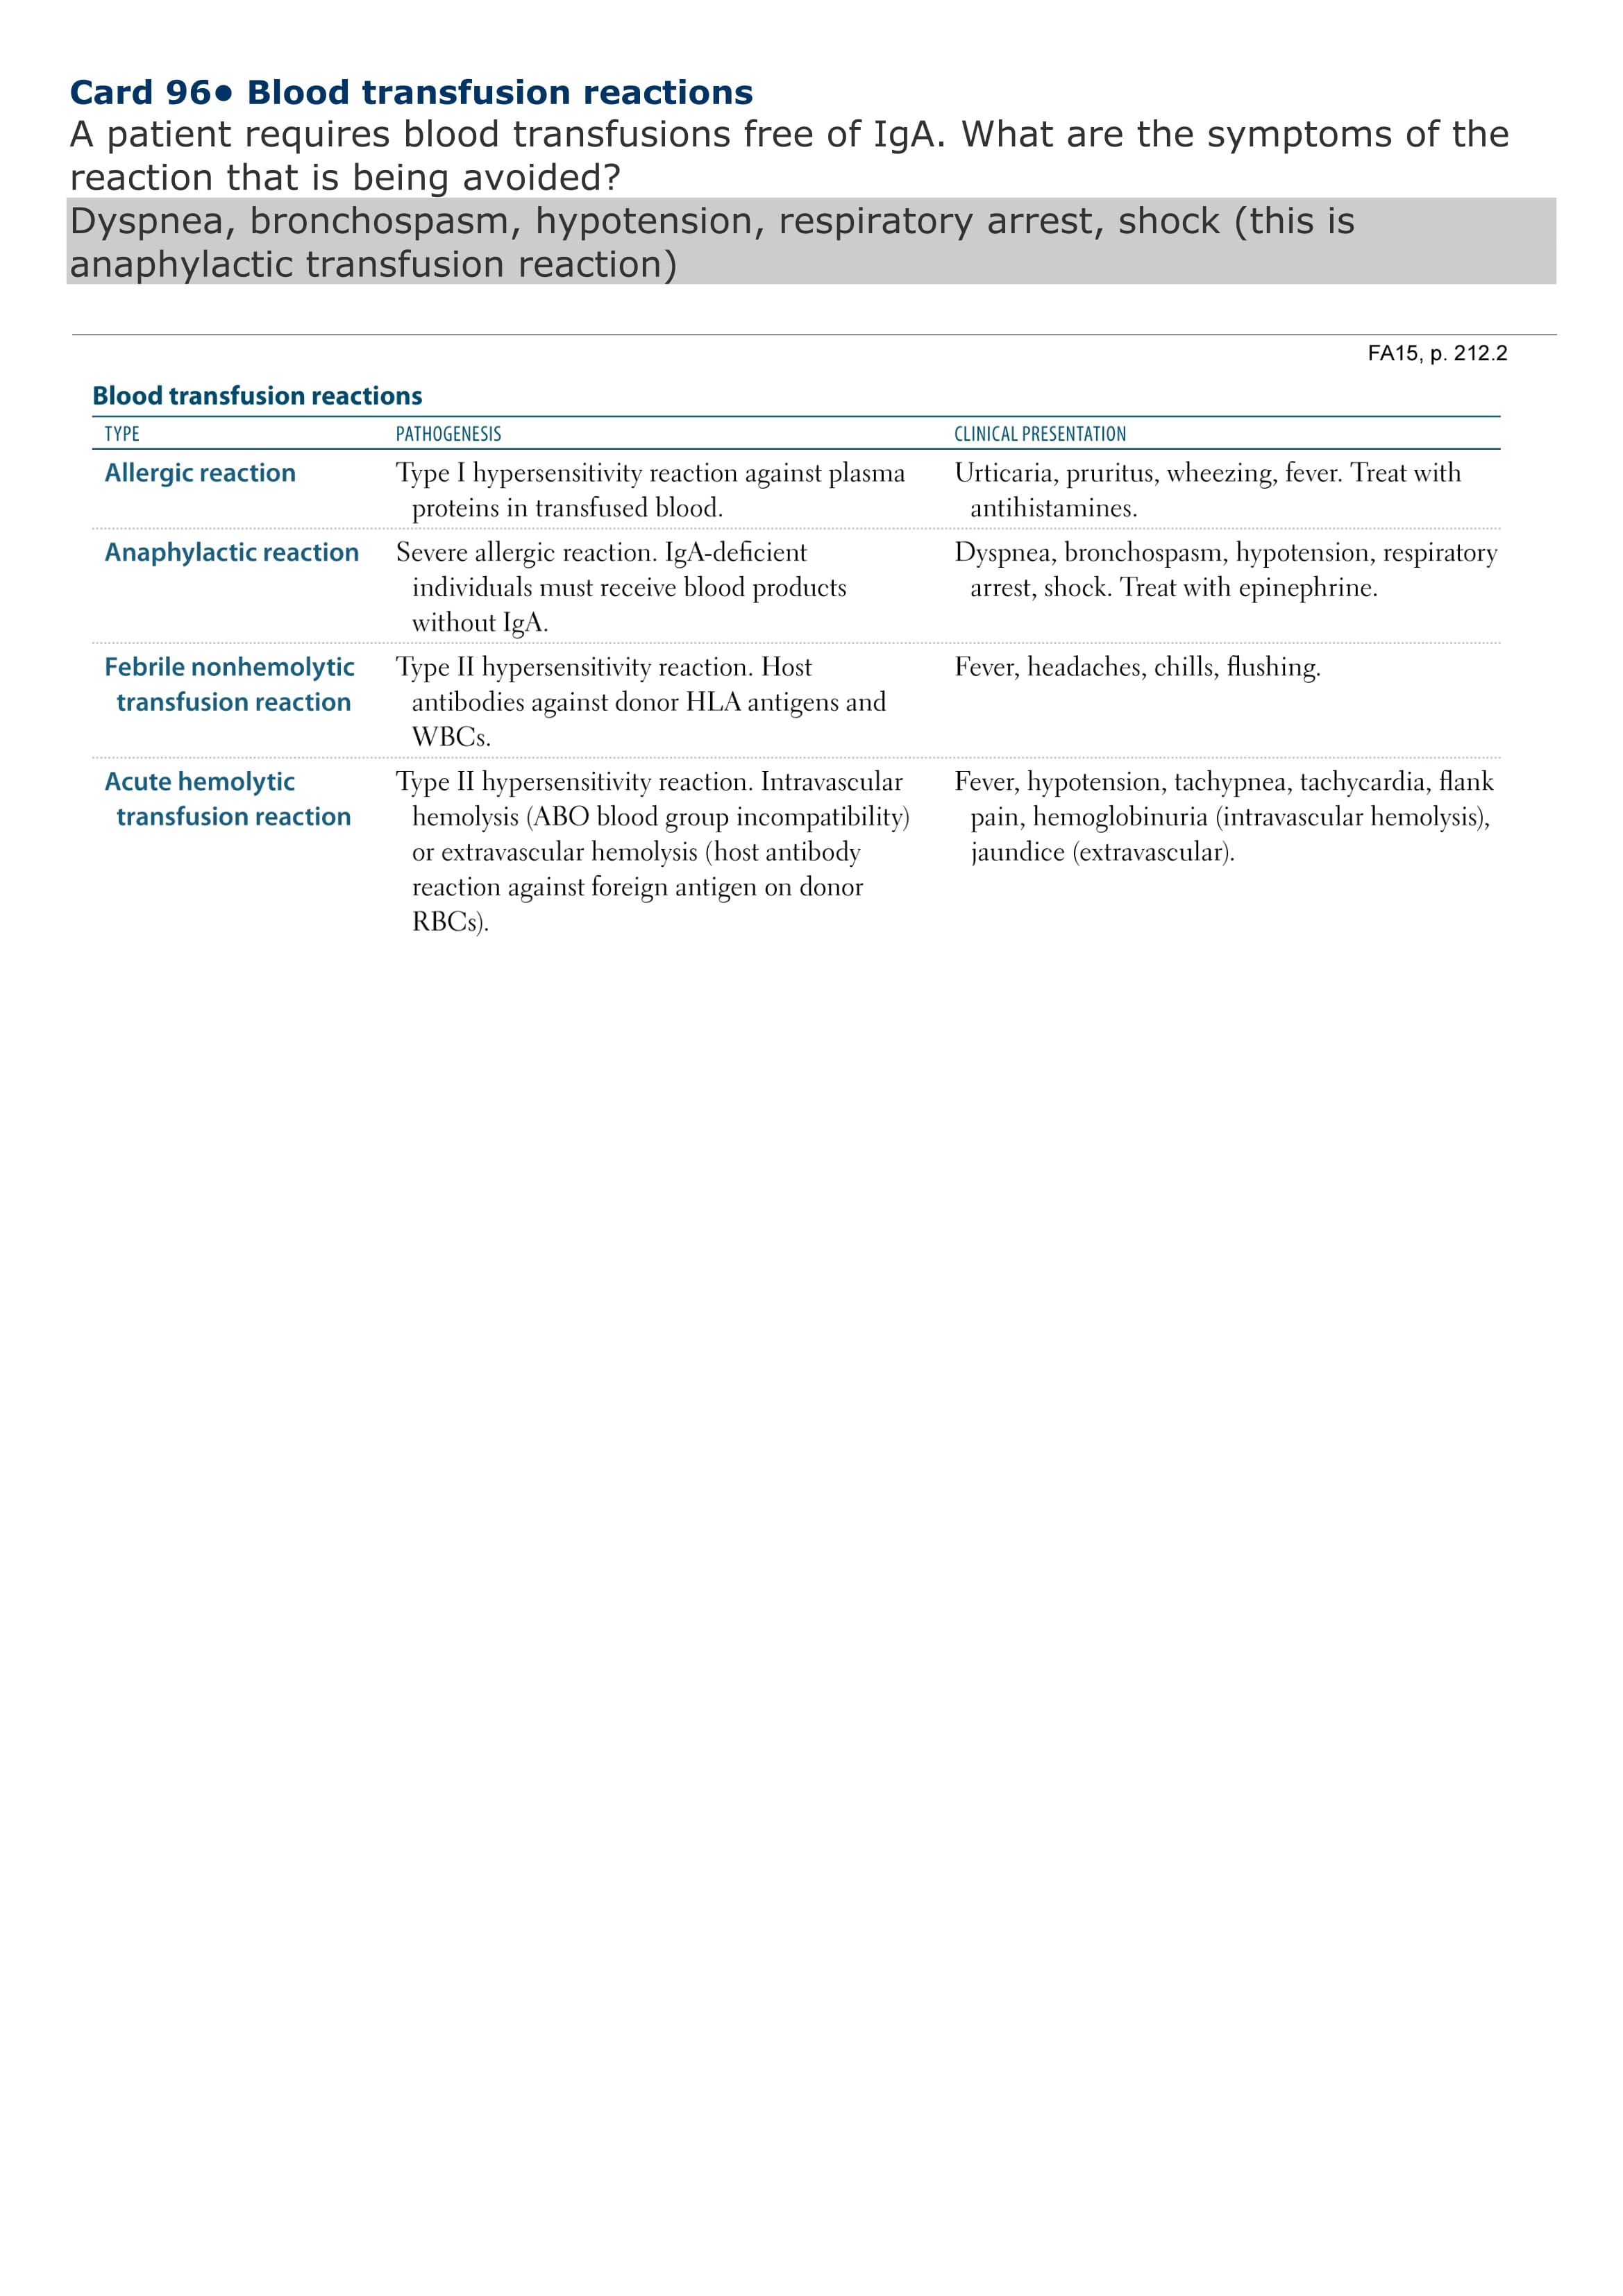 Card 96● Blood transfusion reactions
A patient requires blood transfusions free of IgA. What are the symptoms of the
reaction that is being avoided?
Dyspnea, bronchospasm, hypotension, respiratory arrest, shock (this is
anaphylactic transfusion reaction)
FA15, p. 212.2
Blood transfusion reactions
TYPE PATHOGENESIS CLINICAL PRESENTATION
Allergic reaction Type I hypersensitivity reaction against plasma Urticaria, pruritus, wheezing, fever. Treat with
proteins in transfused blood. antihistamines.
Anaphylactic reaction Severe allergic reaction. IgA-deficient Dyspnea, bronchospasm, hypotension, respiratory
individuals must receive blood products arrest, shock. Treat with epinephrine.
without IgA.
Febrile nonhemolytic Type II hypersensitivity reaction. Host Fever, headaches, chills, flushing.
transfusion reaction antibodies against donor HLA antigens and
WBCs.
Acute hemolytic Type II hypersensitivity reaction. Intravascular Fever, hypotension, tachypnea, tachycardia, flank
transfusion reaction hemolysis (ABO blood group incompatibility) pain, hemoglobinuria (intravascular hemolysis),
or extravascular hemolysis (host antibody jaundice (extravascular).
reaction against foreign antigen on donor
RBCs).